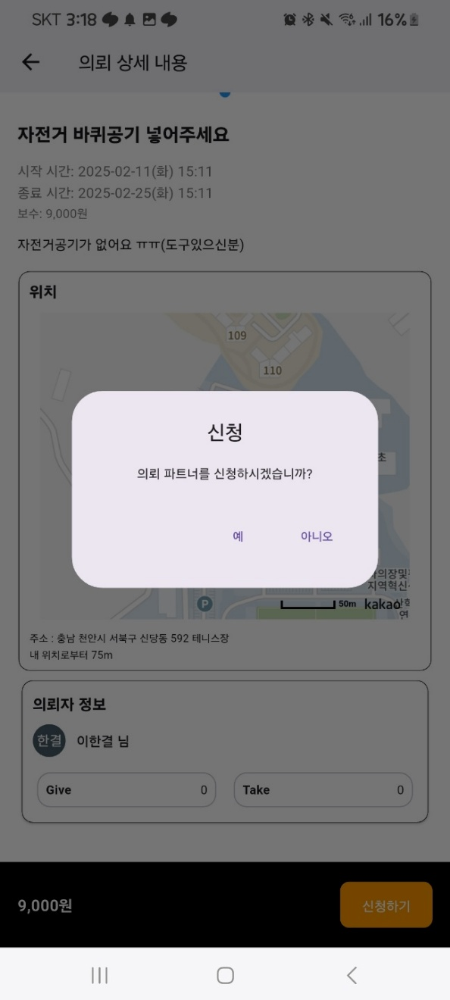 SKT 3:18 16%
의뢰 상세 내용
자전거 바퀴공기 넣어주세요
시작 시간: 2025-02-11(화) 15:11
종료 시간: 2025-02-25(화) 15:11
보수: 9,000원
자전거공기가 없어요 ㅠㅠ(도구있으신분)
위치
109
110
신청
초
의뢰 파트너를 신청하시겠습니까?
예 아니오
의장및
지역혁신
P 50m kakao
연
주소 : 충남 천안시 서북구 신당동 592 테니스장
내 위치로부터 75m
의뢰자 정보
한결 이한결 님
Give 0 Take 0
9,000원 신청하기